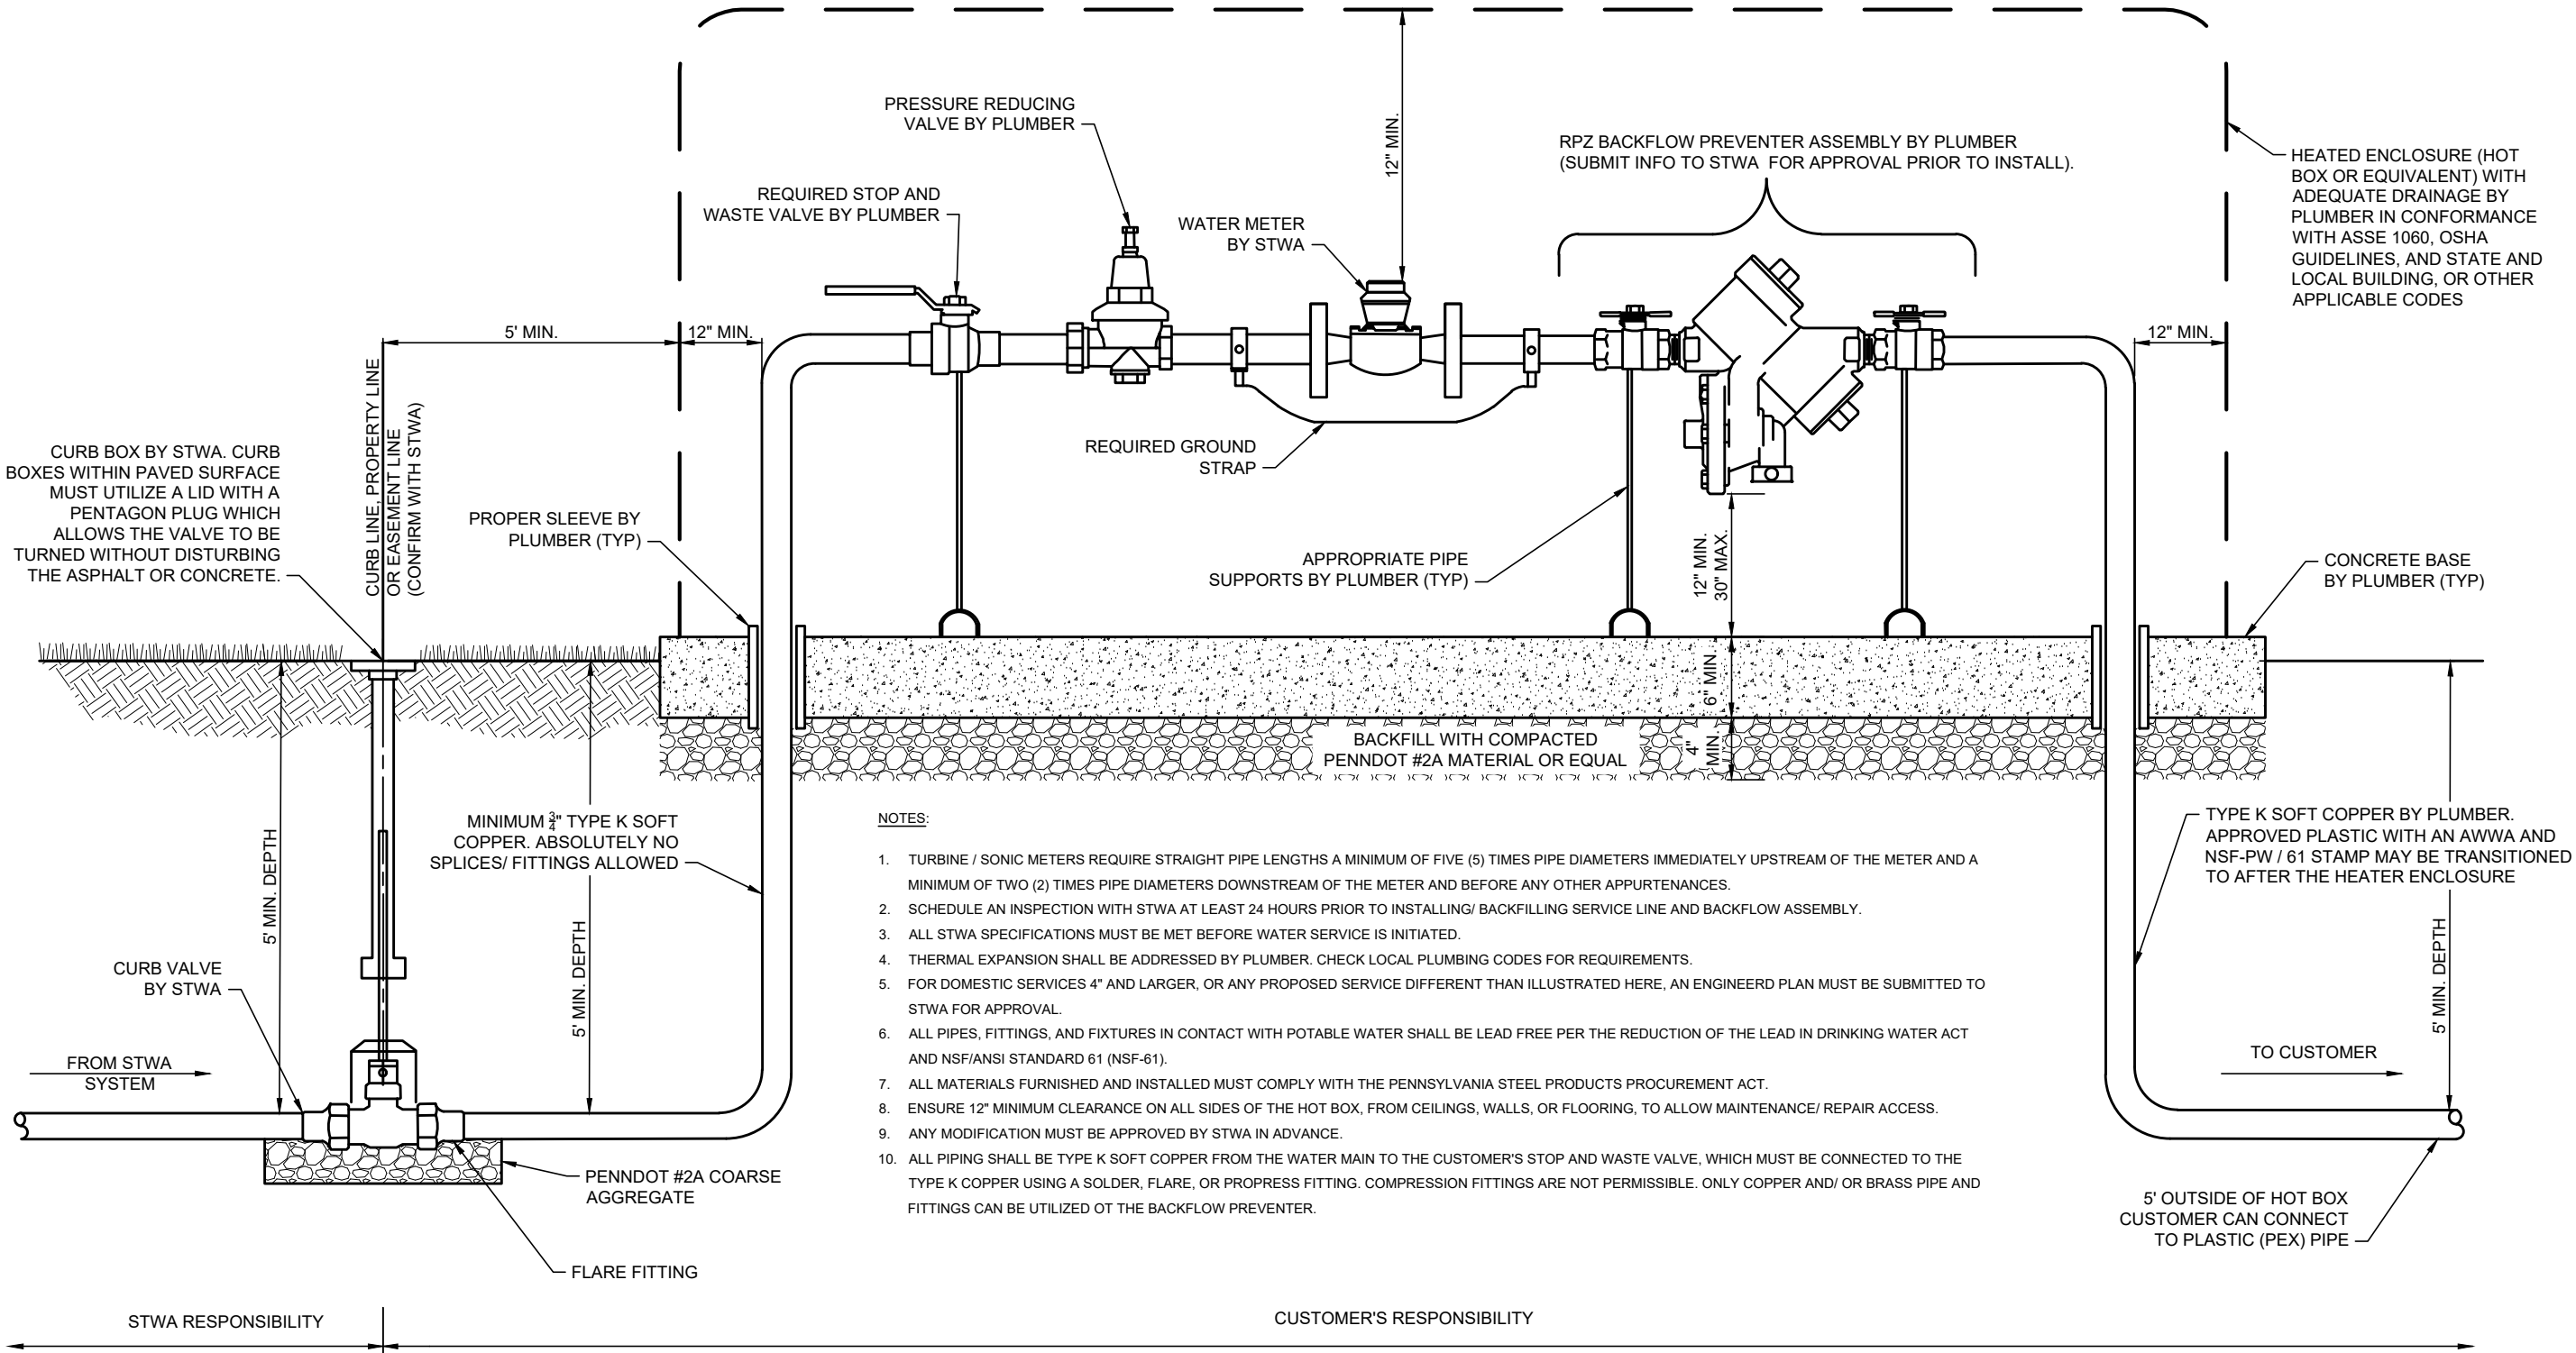 PRESSURE REDUCING
VALVE BY PLUMBER
12" MIN.
RPZ BACKFLOW PREVENTER ASSEMBLY BY PLUMBER
(SUBMIT INFO TO STWA FOR APPROVAL PRIOR TO INSTALL).
HEATED ENCLOSURE (HOT
BOX OR EQUIVALENT) WITH
ADEQUATE DRAINAGE BY
PLUMBER IN CONFORMANCE
WITH ASSE 1060, OSHA
GUIDELINES, AND STATE AND
LOCAL BUILDING, OR OTHER
APPLICABLE CODES
REQUIRED STOP AND
WASTE VALVE BY PLUMBER
WATER METER
BY STWA
5' MIN.
12" MIN.
12" MIN.
CURB LINE, PROPERTY LINE
OR EASEMENT LINE
(CONFIRM WITH STWA)
CURB BOX BY STWA. CURB
BOXES WITHIN PAVED SURFACE
MUST UTILIZE A LID WITH A
PENTAGON PLUG WHICH
ALLOWS THE VALVE TO BE
TURNED WITHOUT DISTURBING
THE ASPHALT OR CONCRETE.
REQUIRED GROUND
STRAP
PROPER SLEEVE BY
PLUMBER (TYP)
APPROPRIATE PIPE
SUPPORTS BY PLUMBER (TYP)
12" MIN.
30" MAX.
CONCRETE BASE
BY PLUMBER (TYP)
6" MIN.
4"
MIN.
BACKFILL WITH COMPACTED
PENNDOT #2A MATERIAL OR EQUAL
5' MIN. DEPTH
MINIMUM 3/4" TYPE K SOFT
COPPER. ABSOLUTELY NO
SPLICES/ FITTINGS ALLOWED
5' MIN. DEPTH
TYPE K SOFT COPPER BY PLUMBER.
APPROVED PLASTIC WITH AN AWWA AND
NSF-PW / 61 STAMP MAY BE TRANSITIONED
TO AFTER THE HEATER ENCLOSURE
5' MIN. DEPTH
CURB VALVE
BY STWA
FROM STWA
SYSTEM
TO CUSTOMER
PENNDOT #2A COARSE
AGGREGATE
FLARE FITTING
5' OUTSIDE OF HOT BOX
CUSTOMER CAN CONNECT
TO PLASTIC (PEX) PIPE
NOTES:
1. TURBINE / SONIC METERS REQUIRE STRAIGHT PIPE LENGTHS A MINIMUM OF FIVE (5) TIMES PIPE DIAMETERS IMMEDIATELY UPSTREAM OF THE METER AND A
MINIMUM OF TWO (2) TIMES PIPE DIAMETERS DOWNSTREAM OF THE METER AND BEFORE ANY OTHER APPURTENANCES.
2. SCHEDULE AN INSPECTION WITH STWA AT LEAST 24 HOURS PRIOR TO INSTALLING/ BACKFILLING SERVICE LINE AND BACKFLOW ASSEMBLY.
3. ALL STWA SPECIFICATIONS MUST BE MET BEFORE WATER SERVICE IS INITIATED.
4. THERMAL EXPANSION SHALL BE ADDRESSED BY PLUMBER. CHECK LOCAL PLUMBING CODES FOR REQUIREMENTS.
5. FOR DOMESTIC SERVICES 4" AND LARGER, OR ANY PROPOSED SERVICE DIFFERENT THAN ILLUSTRATED HERE, AN ENGINEERD PLAN MUST BE SUBMITTED TO
STWA FOR APPROVAL.
6. ALL PIPES, FITTINGS, AND FIXTURES IN CONTACT WITH POTABLE WATER SHALL BE LEAD FREE PER THE REDUCTION OF THE LEAD IN DRINKING WATER ACT
AND NSF/ANSI STANDARD 61 (NSF-61).
7. ALL MATERIALS FURNISHED AND INSTALLED MUST COMPLY WITH THE PENNSYLVANIA STEEL PRODUCTS PROCUREMENT ACT.
8. ENSURE 12" MINIMUM CLEARANCE ON ALL SIDES OF THE HOT BOX, FROM CEILINGS, WALLS, OR FLOORING, TO ALLOW MAINTENANCE/ REPAIR ACCESS.
9. ANY MODIFICATION MUST BE APPROVED BY STWA IN ADVANCE.
10. ALL PIPING SHALL BE TYPE K SOFT COPPER FROM THE WATER MAIN TO THE CUSTOMER'S STOP AND WASTE VALVE, WHICH MUST BE CONNECTED TO THE
TYPE K COPPER USING A SOLDER, FLARE, OR PROPRESS FITTING. COMPRESSION FITTINGS ARE NOT PERMISSIBLE. ONLY COPPER AND/ OR BRASS PIPE AND
FITTINGS CAN BE UTILIZED OT THE BACKFLOW PREVENTER.
STWA RESPONSIBILITY
CUSTOMER'S RESPONSIBILITY